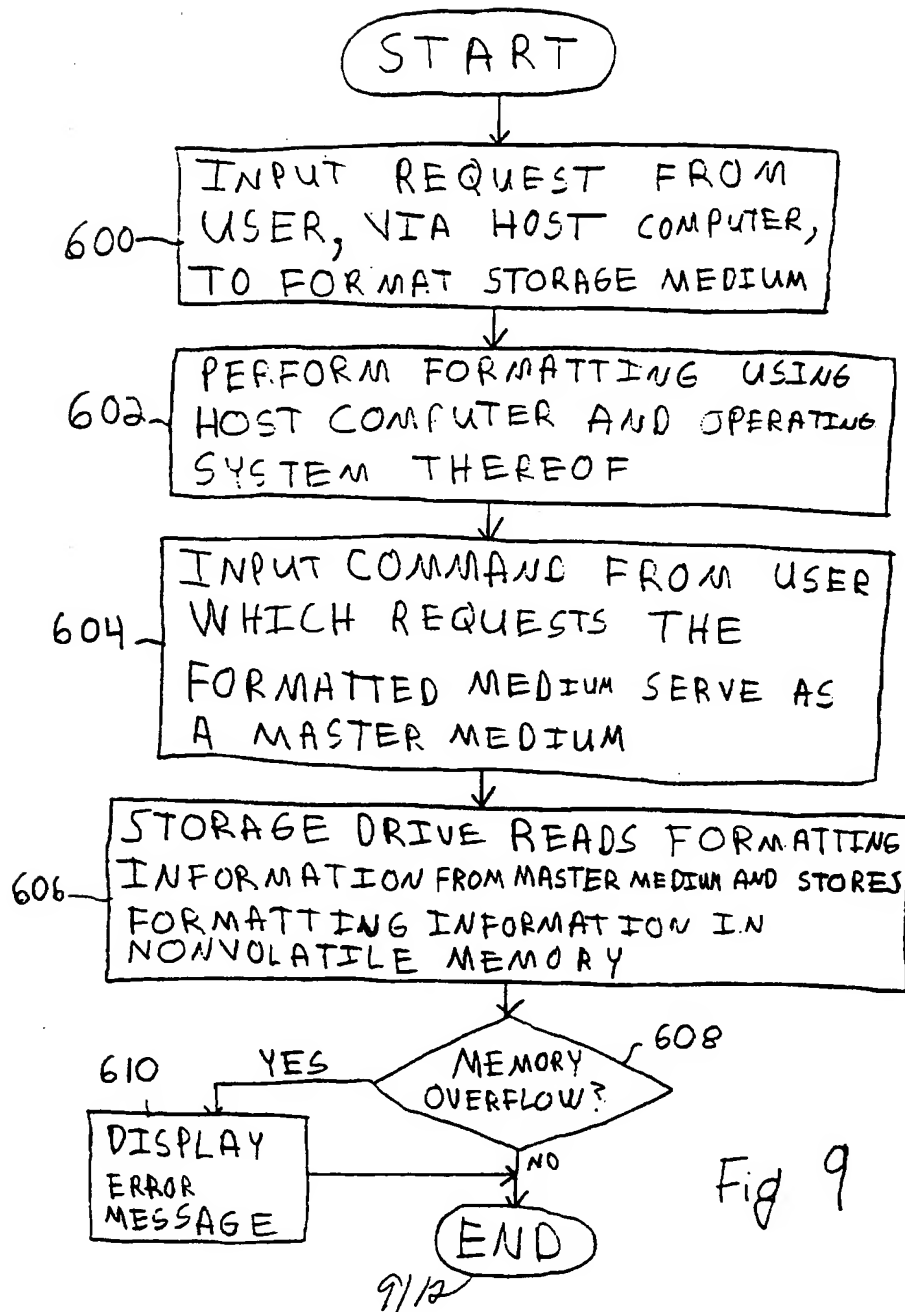 START
INPUT REQUEST FROM
600
USER, VIA HOST COMPUTER,
TO FORMAT STORAGE MEDIUM
PERFORM FORMATTING USING
602
HOST COMPUTER AND OPERATING
SYSTEM THEREOF
INPUT COMMAND FROM USER
604
WHICH REQUESTS THE
FORMATTED MEDIUM SERVE AS
A MASTER MEDIUM
STORAGE DRIVE READS FORMATTING
606
INFORMATION FROM MASTER MEDIUM AND STORES
FORMATTING INFORMATION IN
NONVOLATILE MEMORY
608
MEMORY
OVERFLOW?
YES
610
DISPLAY
ERROR
MESSAGE
NO
END
Fig 9
9/12